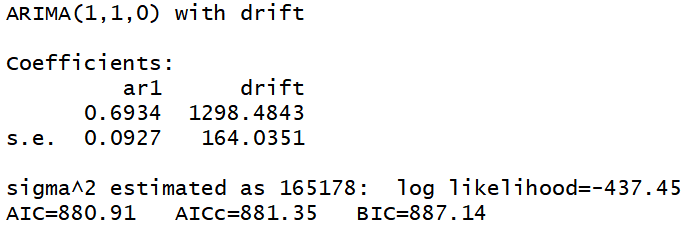 ARIMA(1,1,0) with drift
Coefficients:
ar1 drift
0.6934 1298.4843
s.e. 0.0927 164.0351
sigma^2 estimated as 165178: log likelihood=-437.45
AIC=880.91 AICc=881.35 BIC=887.14